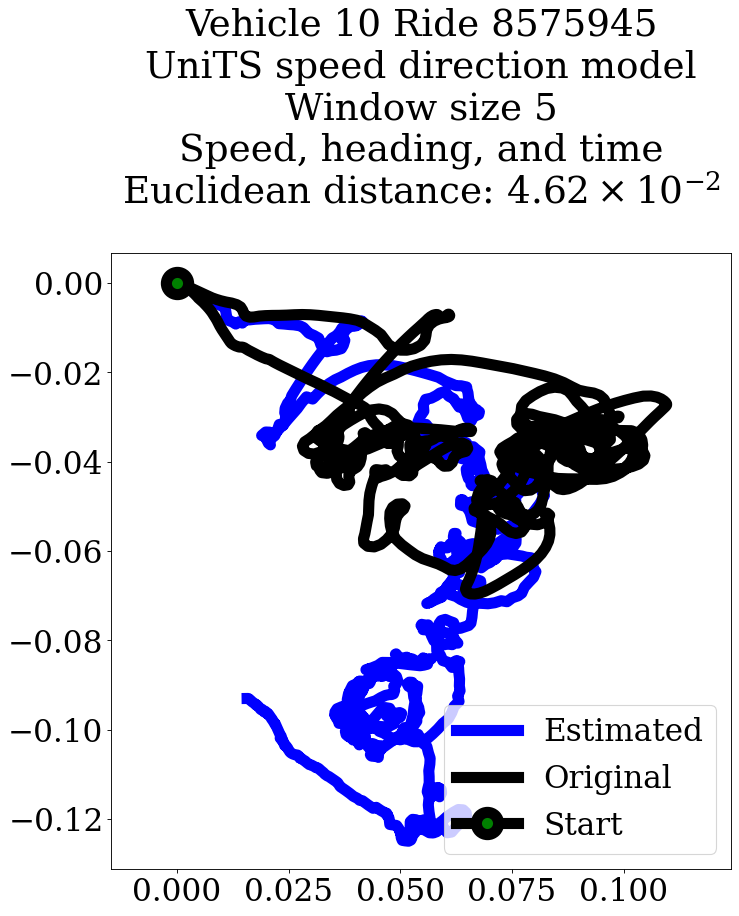 Vehicle 10 Ride 8575945
UniTS speed direction model
Window size 5
Speed, heading, and time
Euclidean distance: 4.62 × 10⁻²
0.00
−0.02
−0.04
−0.06
−0.08
−0.10
−0.12
Estimated
Original
Start
0.000 0.025 0.050 0.075 0.100